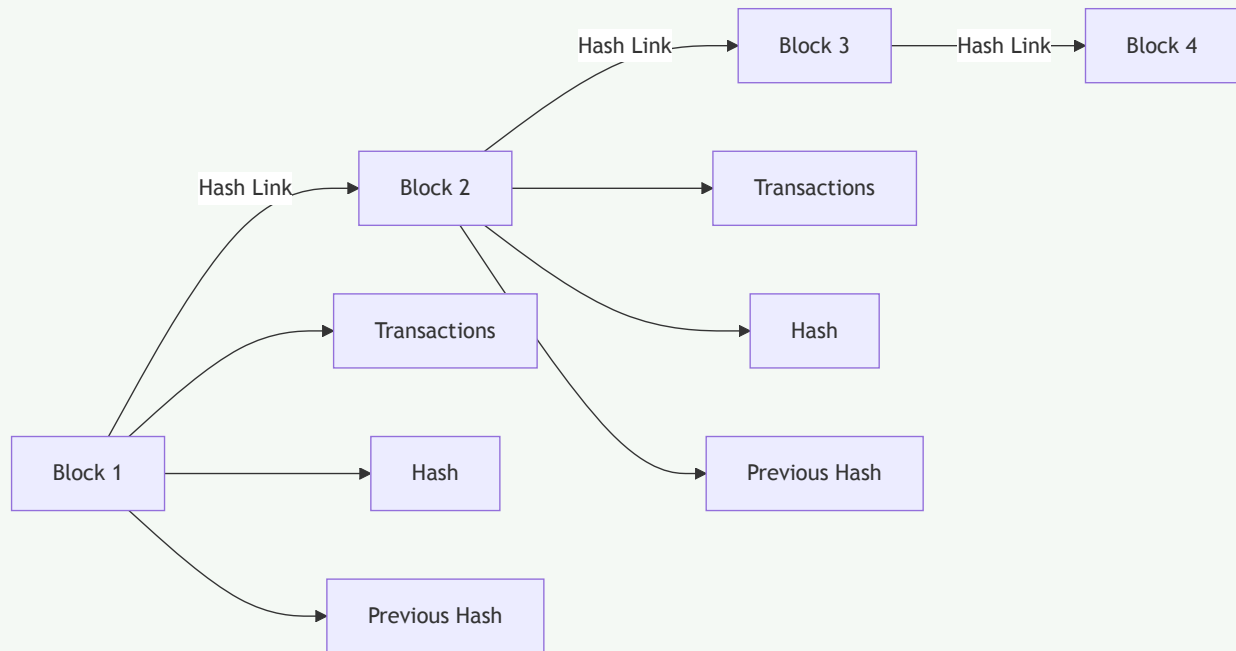 Hash Link
Block 3
Hash Link
Block 4
Hash Link
Block 2
Transactions
Transactions
Hash
Block 1
Hash
Previous Hash
Previous Hash